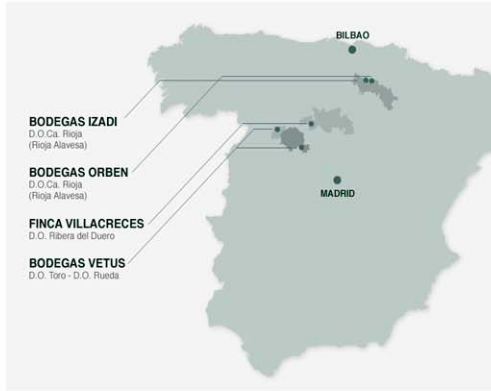 BILBAO
BODEGAS IZADI
D.O.Ca. Rioja
(Rioja Alavesa)
BODEGAS ORBEN
D.O.Ca. Rioja
(Rioja Alavesa)
MADRID
FINCA VILLACRECES
D.O. Ribera del Duero
BODEGAS VETUS
D.O. Toro - D.O. Rueda